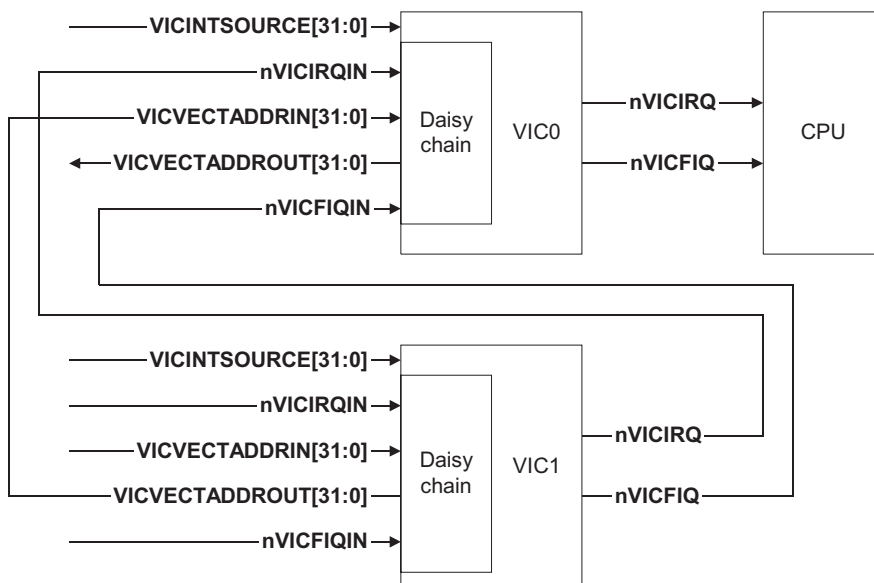 VICINTSOURCE[31:0]
nVICIRQIN
VICVECTADDRIN[31:0]
VICVECTADDROUT[31:0]
nVICFIQIN
Daisy
chain
VIC0
nVICIRQ
nVICFIQ
CPU
VICINTSOURCE[31:0]
nVICIRQIN
VICVECTADDRIN[31:0]
VICVECTADDROUT[31:0]
nVICFIQIN
Daisy
chain
VIC1
nVICIRQ
nVICFIQ